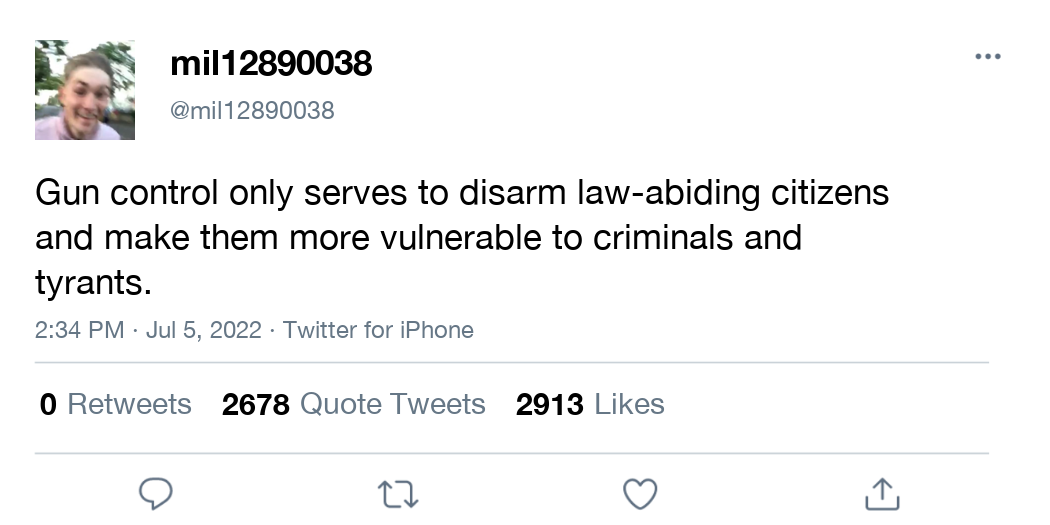 mil12890038
@mil12890038
Gun control only serves to disarm law-abiding citizens
and make them more vulnerable to criminals and
tyrants.
2:34 PM · Jul 5, 2022 · Twitter for iPhone
0 Retweets 2678 Quote Tweets 2913 Likes